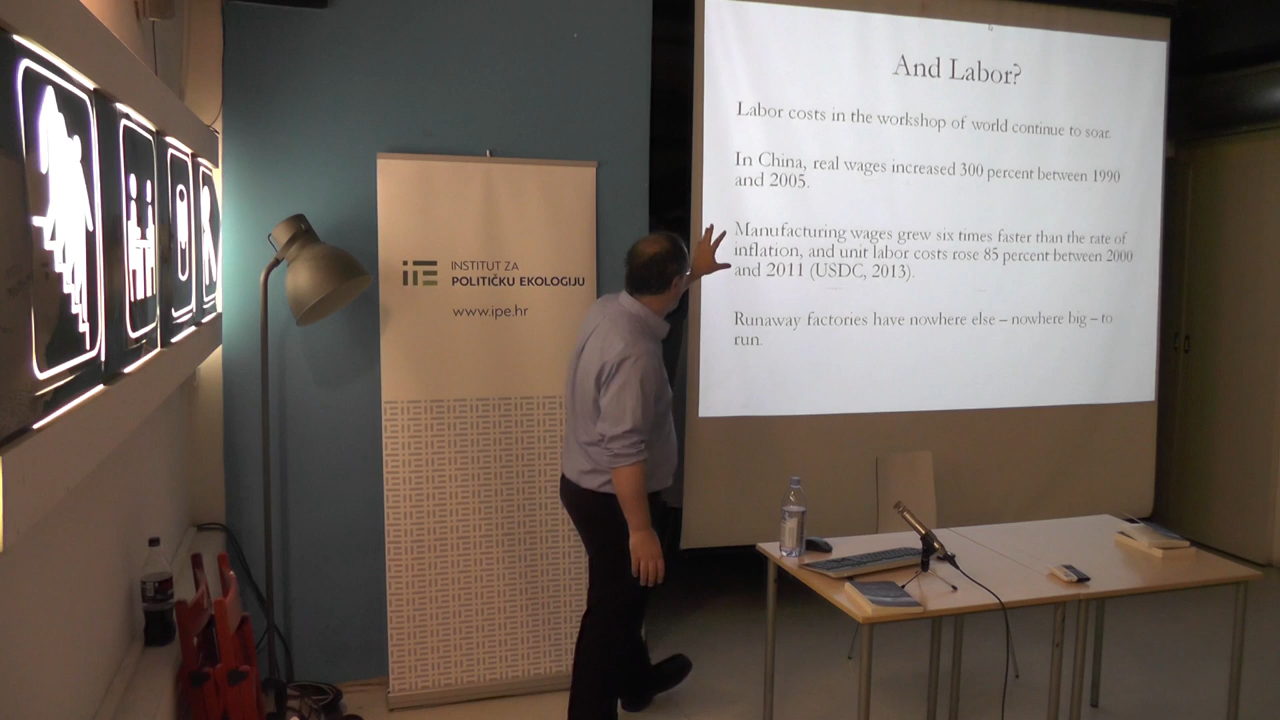 And Labor?
Labor costs in the workshop of world continue to soar.
In China, real wages increased 300 percent between 1990
and 2005.
Manufacturing wages grew six times faster than the rate of
inflation, and unit labor costs rose 85 percent between 2000
and 2011 (USDC, 2013).
Runaway factories have nowhere else – nowhere big – to
run.
INSTITUT ZA
POLITIČKU EKOLOGIJU
www.ipe.hr